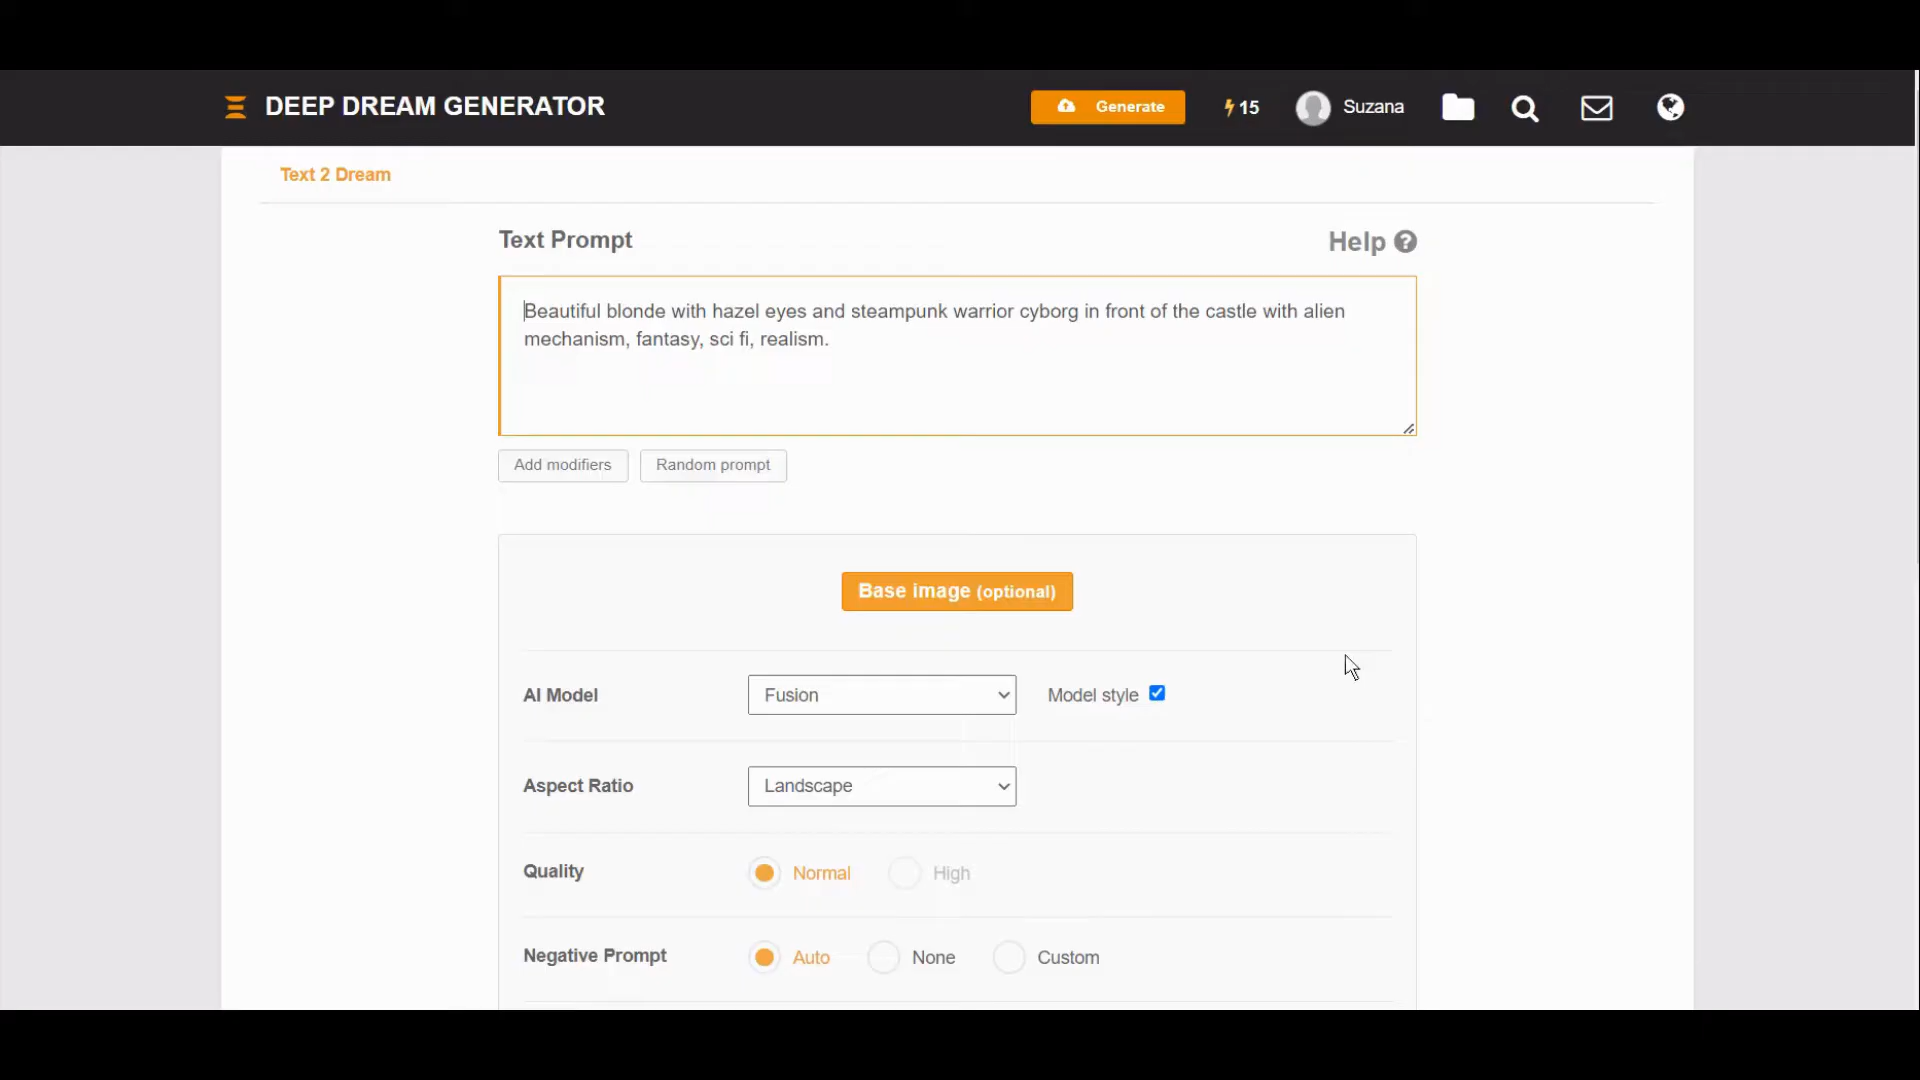 DEEP DREAM GENERATOR
Generate
15
Suzana
Text 2 Dream
Text Prompt
Help
Beautiful blonde with hazel eyes and steampunk warrior cyborg in front of the castle with alien
mechanism, fantasy, sci fi, realism.
Add modifiers
Random prompt
Base image (optional)
AI Model
Fusion
Model style
Aspect Ratio
Landscape
Quality
Normal
High
Negative Prompt
Auto
None
Custom